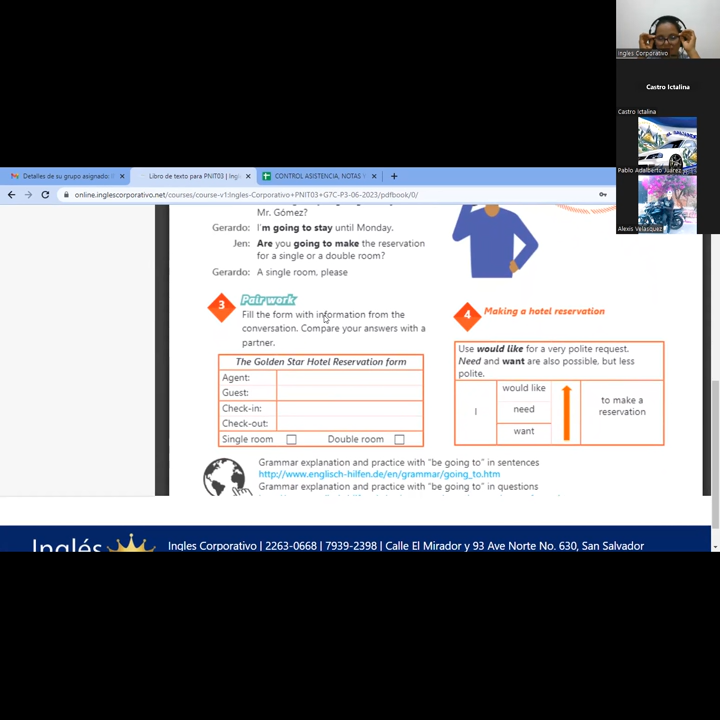 Ingles Corporativo
Castro Ictalina
Castro Ictalina
Pablo Adalberto Juárez
Alexis Velasquez
Detalles de su grupo asignado:
Libro de texto para PNIT03 | Ing
CONTROL ASISTENCIA, NOTAS
online.inglescorporativo.net/courses/course-v1:Ingles-Corporativo+PNIT03+G7C-P3-06-2023/pdfbook/0/
Mr. Gómez?
Gerardo: I'm going to stay until Monday.
Jen: Are you going to make the reservation
for a single or a double room?
Gerardo: A single room, please
3 Pair work
Fill the form with information from the
conversation. Compare your answers with a
partner.
The Golden Star Hotel Reservation form
Agent:
Guest:
Check-in:
Check-out:
Single room Double room
4 Making a hotel reservation
Use would like for a very polite request.
Need and want are also possible, but less
polite.
I
would like
need
want
to make a
reservation
Grammar explanation and practice with "be going to" in sentences
http://www.englisch-hilfen.de/en/grammar/going_to.htm
Grammar explanation and practice with "be going to" in questions
Inglés
Ingles Corporativo | 2263-0668 | 7939-2398 | Calle El Mirador y 93 Ave Norte No. 630, San Salvador